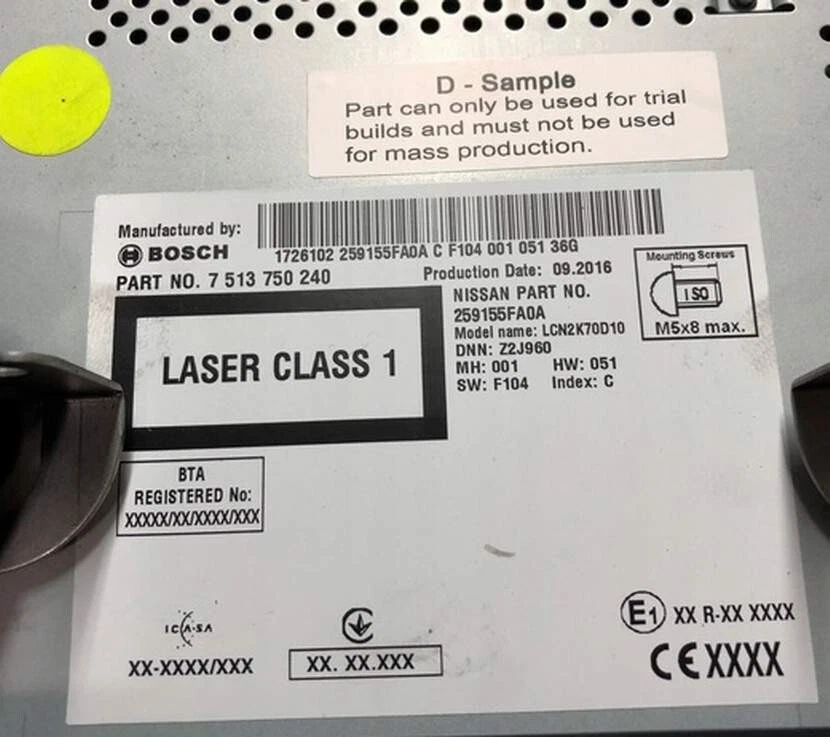 D - Sample
Part can only be used for trial
builds and must not be used
for mass production.
Manufactured by:
BOSCH
1726102 259155FA0A C F104 001 051 36G
PART NO. 7 513 750 240
Production Date: 09.2016
NISSAN PART NO.
259155FA0A
Model name: LCN2K70D10
DNN: Z2J960
MH: 001 HW: 051
SW: F104 Index: C
Mounting Screws
ISO
M5x8 max.
LASER CLASS 1
BTA
REGISTERED No:
XXXXX/XX/XXXX/XXX
ICASA
XX-XXXX/XXX
XX. XX.XXX
E1 XX R-XX XXXX
CE XXXX